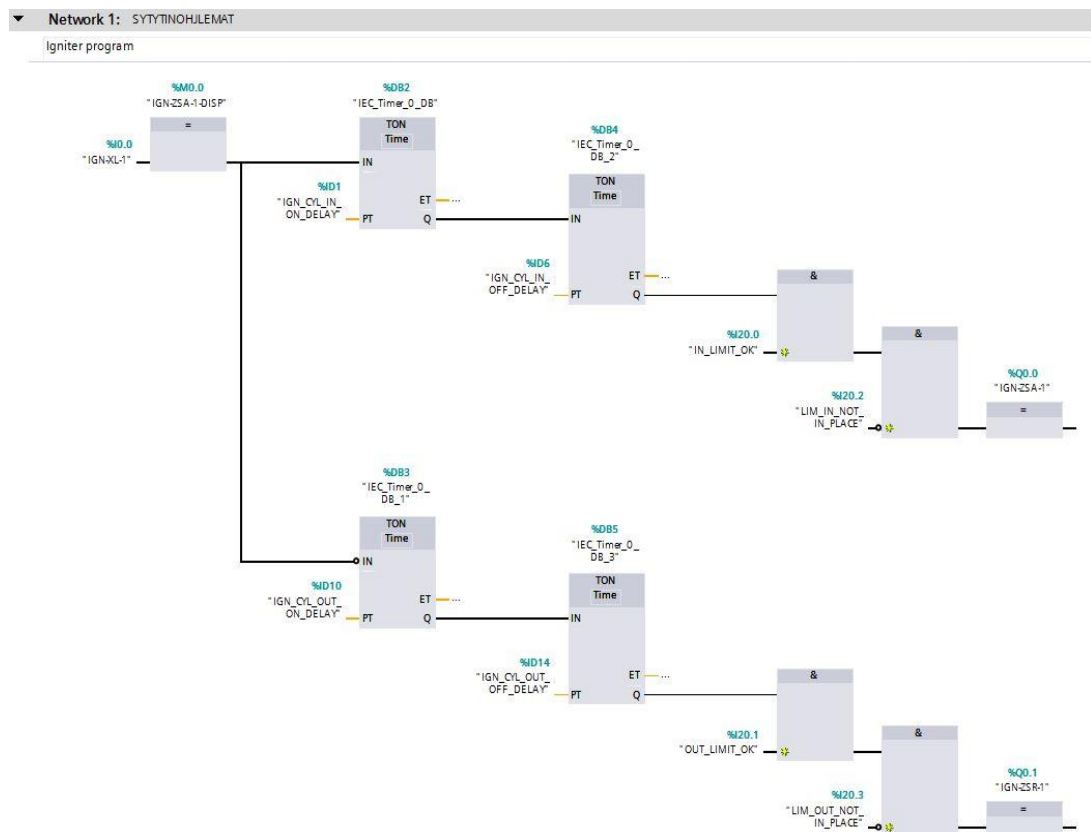 Network 1: SYTYTINOHJLEMAT
Igniter program
%M0.0
"IGN-ZSA-1-DISP"
=
%I0.0
"IGN-XL-1"
%DB2
"IEC_Timer_0_DB"
TON
Time
IN
%ID1
"IGN_CYL_IN_
ON_DELAY"
PT
ET ...
Q
%DB4
"IEC_Timer_0_
DB_2"
TON
Time
IN
%ID6
"IGN_CYL_IN_
OFF_DELAY"
PT
ET ...
Q
&
%I20.0
"IN_LIMIT_OK"
&
%I20.2
"LIM_IN_NOT_
IN_PLACE"
%Q0.0
"IGN-ZSA-1"
=
%DB3
"IEC_Timer_0_
DB_1"
TON
Time
IN
%ID10
"IGN_CYL_OUT_
ON_DELAY"
PT
ET ...
Q
%DB5
"IEC_Timer_0_
DB_3"
TON
Time
IN
%ID14
"IGN_CYL_OUT_
OFF_DELAY"
PT
ET ...
Q
&
%I20.1
"OUT_LIMIT_OK"
&
%I20.3
"LIM_OUT_NOT_
IN_PLACE"
%Q0.1
"IGN-ZSR-1"
=